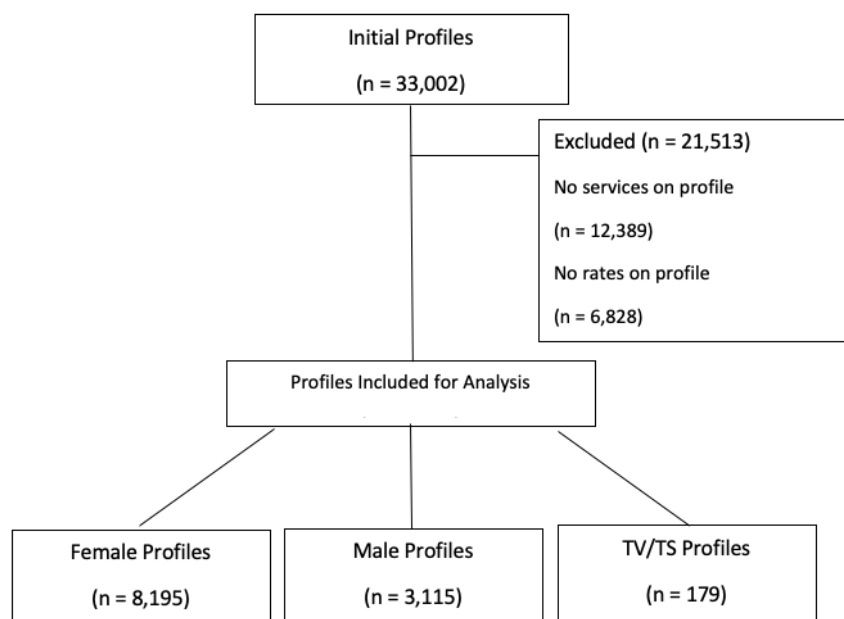 Initial Profiles
(n = 33,002)
Excluded (n = 21,513)
No services on profile
(n = 12,389)
No rates on profile
(n = 6,828)
Profiles Included for Analysis
Female Profiles
(n = 8,195)
Male Profiles
(n = 3,115)
TV/TS Profiles
(n = 179)